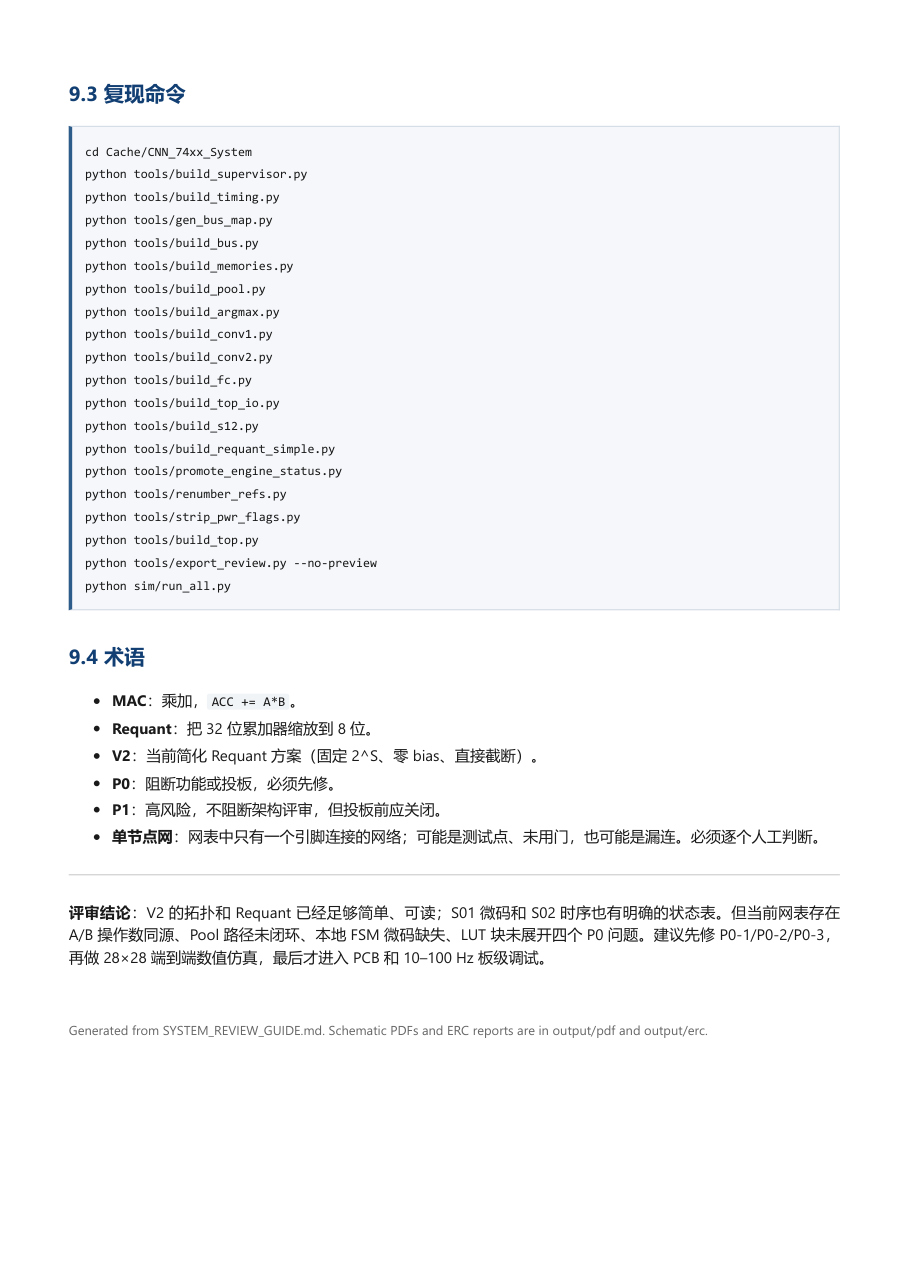 9.3 复现命令
cd Cache/CNN_74xx_System
python tools/build_supervisor.py
python tools/build_timing.py
python tools/gen_bus_map.py
python tools/build_bus.py
python tools/build_memories.py
python tools/build_pool.py
python tools/build_argmax.py
python tools/build_conv1.py
python tools/build_conv2.py
python tools/build_fc.py
python tools/build_top_io.py
python tools/build_s12.py
python tools/build_requant_simple.py
python tools/promote_engine_status.py
python tools/renumber_refs.py
python tools/strip_pwr_flags.py
python tools/build_top.py
python tools/export_review.py --no-preview
python sim/run_all.py
9.4 术语
• MAC：乘加，ACC += A*B。
• Requant：把 32 位累加器缩放到 8 位。
• V2：当前简化 Requant 方案（固定 2^S、零 bias、直接截断）。
• P0：阻断功能或投板，必须先修。
• P1：高风险，不阻断架构评审，但投板前应关闭。
• 单节点网：网表中只有一个引脚连接的网络；可能是测试点、未用门，也可能是漏连。必须逐个人工判断。
评审结论：V2 的拓扑和 Requant 已经足够简单、可读；S01 微码和 S02 时序也有明确的状态表。但当前网表存在
A/B 操作数同源、Pool 路径未闭环、本地 FSM 微码缺失、LUT 块未展开四个 P0 问题。建议先修 P0-1/P0-2/P0-3，
再做 28×28 端到端数值仿真，最后才进入 PCB 和 10–100 Hz 板级调试。
Generated from SYSTEM_REVIEW_GUIDE.md. Schematic PDFs and ERC reports are in output/pdf and output/erc.